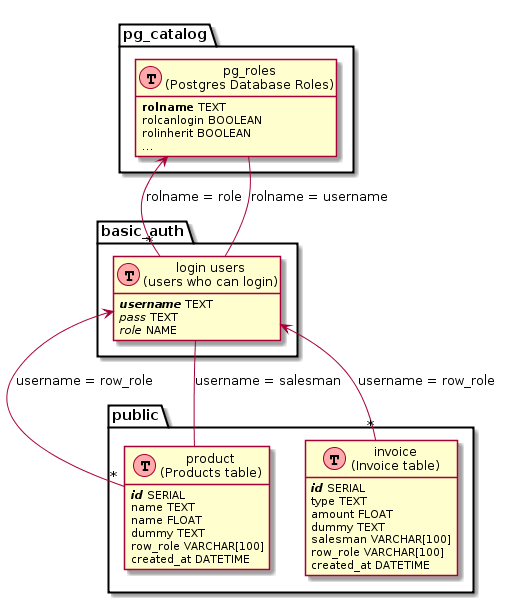 pg_catalog
T
pg_roles
(Postgres Database Roles)
rolname TEXT
rolcanlogin BOOLEAN
rolinherit BOOLEAN
...
rolname = role
rolname = username
*
basic_auth
T
login users
(users who can login)
username TEXT
pass TEXT
role NAME
username = row_role
username = salesman
username = row_role
public
*
*
T
product
(Products table)
id SERIAL
name TEXT
name FLOAT
dummy TEXT
row_role VARCHAR[100]
created_at DATETIME
T
invoice
(Invoice table)
id SERIAL
type TEXT
amount FLOAT
dummy TEXT
salesman VARCHAR[100]
row_role VARCHAR[100]
created_at DATETIME